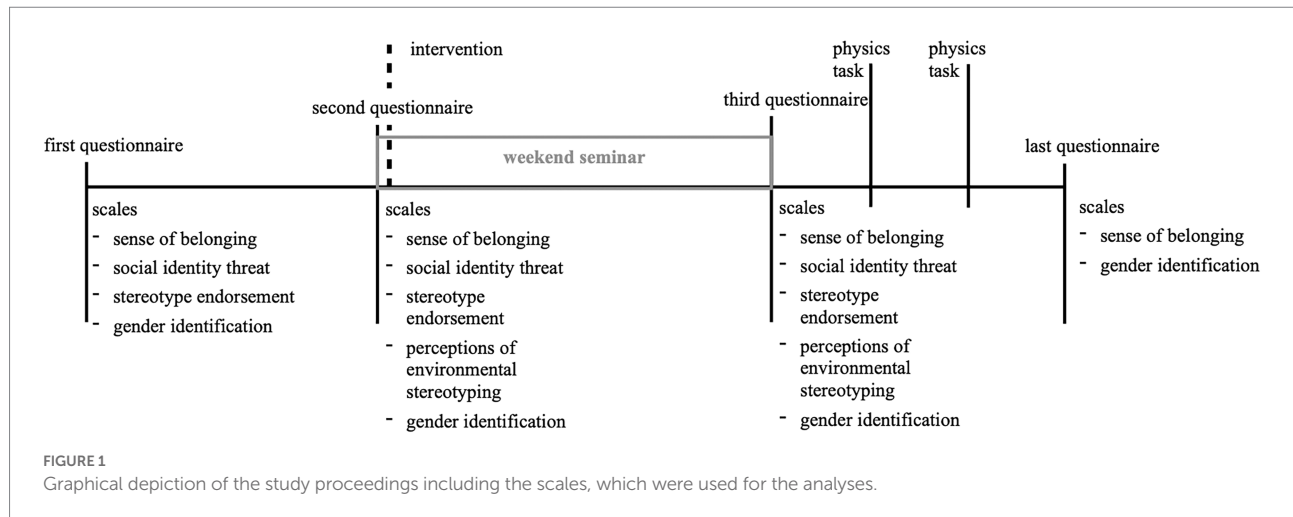 intervention
physics
task
physics
task
second questionnaire
third questionnaire
first questionnaire
weekend seminar
last questionnaire
scales
- sense of belonging
- social identity threat
- stereotype endorsement
- gender identification
scales
- sense of belonging
- social identity threat
- stereotype
endorsement
- perceptions of
environmental
stereotyping
- gender identification
scales
- sense of belonging
- social identity threat
- stereotype
endorsement
- perceptions of
environmental
stereotyping
- gender identification
scales
- sense of belonging
- gender identification
FIGURE 1
Graphical depiction of the study proceedings including the scales, which were used for the analyses.